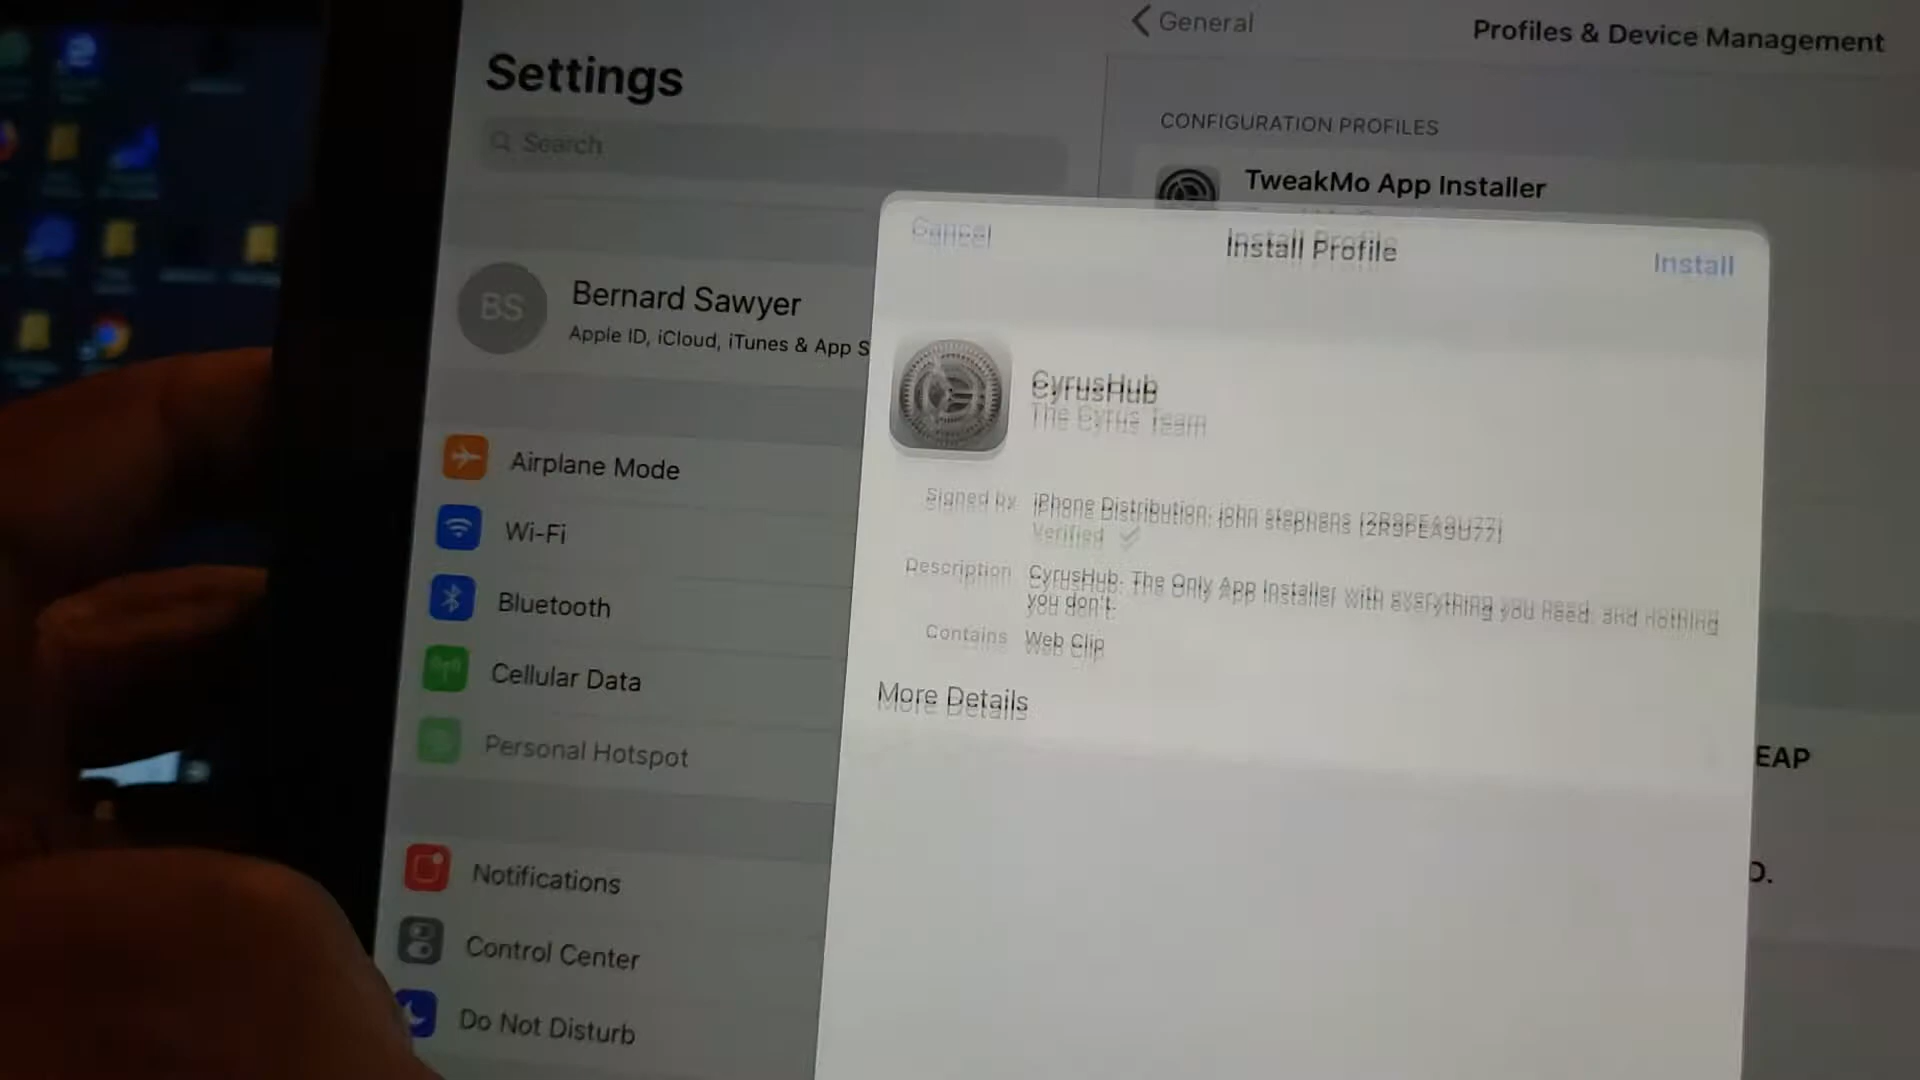 General
Profiles & Device Management
Settings
Search
CONFIGURATION PROFILES
TweakMo App Installer
Cancel
Install Profile
Install
BS
Bernard Sawyer
Apple ID, iCloud, iTunes & App S
CyrusHub
The Cyrus Team
Signed by
iPhone Distribution: john stephens (2R9PEA9U77)
Verified
Description
CyrusHub. The Only App Installer with everything you need, and nothing
you don't.
Contains
Web Clip
More Details
Airplane Mode
Wi-Fi
Bluetooth
Cellular Data
Personal Hotspot
EAP
Notifications
D.
Control Center
Do Not Disturb